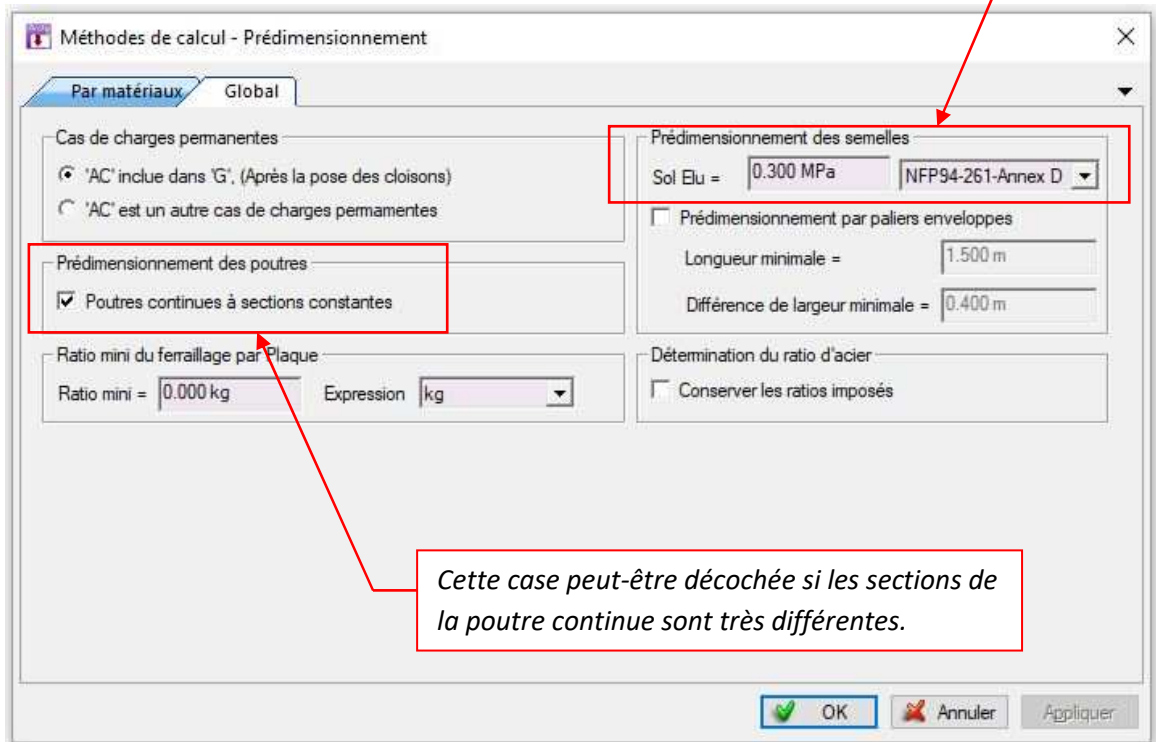 Méthodes de calcul - Prédimensionnement
Par matériaux
Global
Cas de charges permanentes
'AC' inclue dans 'G', (Après la pose des cloisons)
'AC' est un autre cas de charges permamentes
Prédimensionnement des poutres
Poutres continues à sections constantes
Ratio mini du ferraillage par Plaque
Ratio mini = 0.000 kg Expression kg
Prédimensionnement des semelles
Sol Elu = 0.300 MPa NFP94-261-Annex D
Prédimensionnement par paliers enveloppes
Longueur minimale = 1.500 m
Différence de largeur minimale = 0.400 m
Détermination du ratio d'acier
Conserver les ratios imposés
Cette case peut-être décochée si les sections de
la poutre continue sont très différentes.
OK Annuler Appliquer